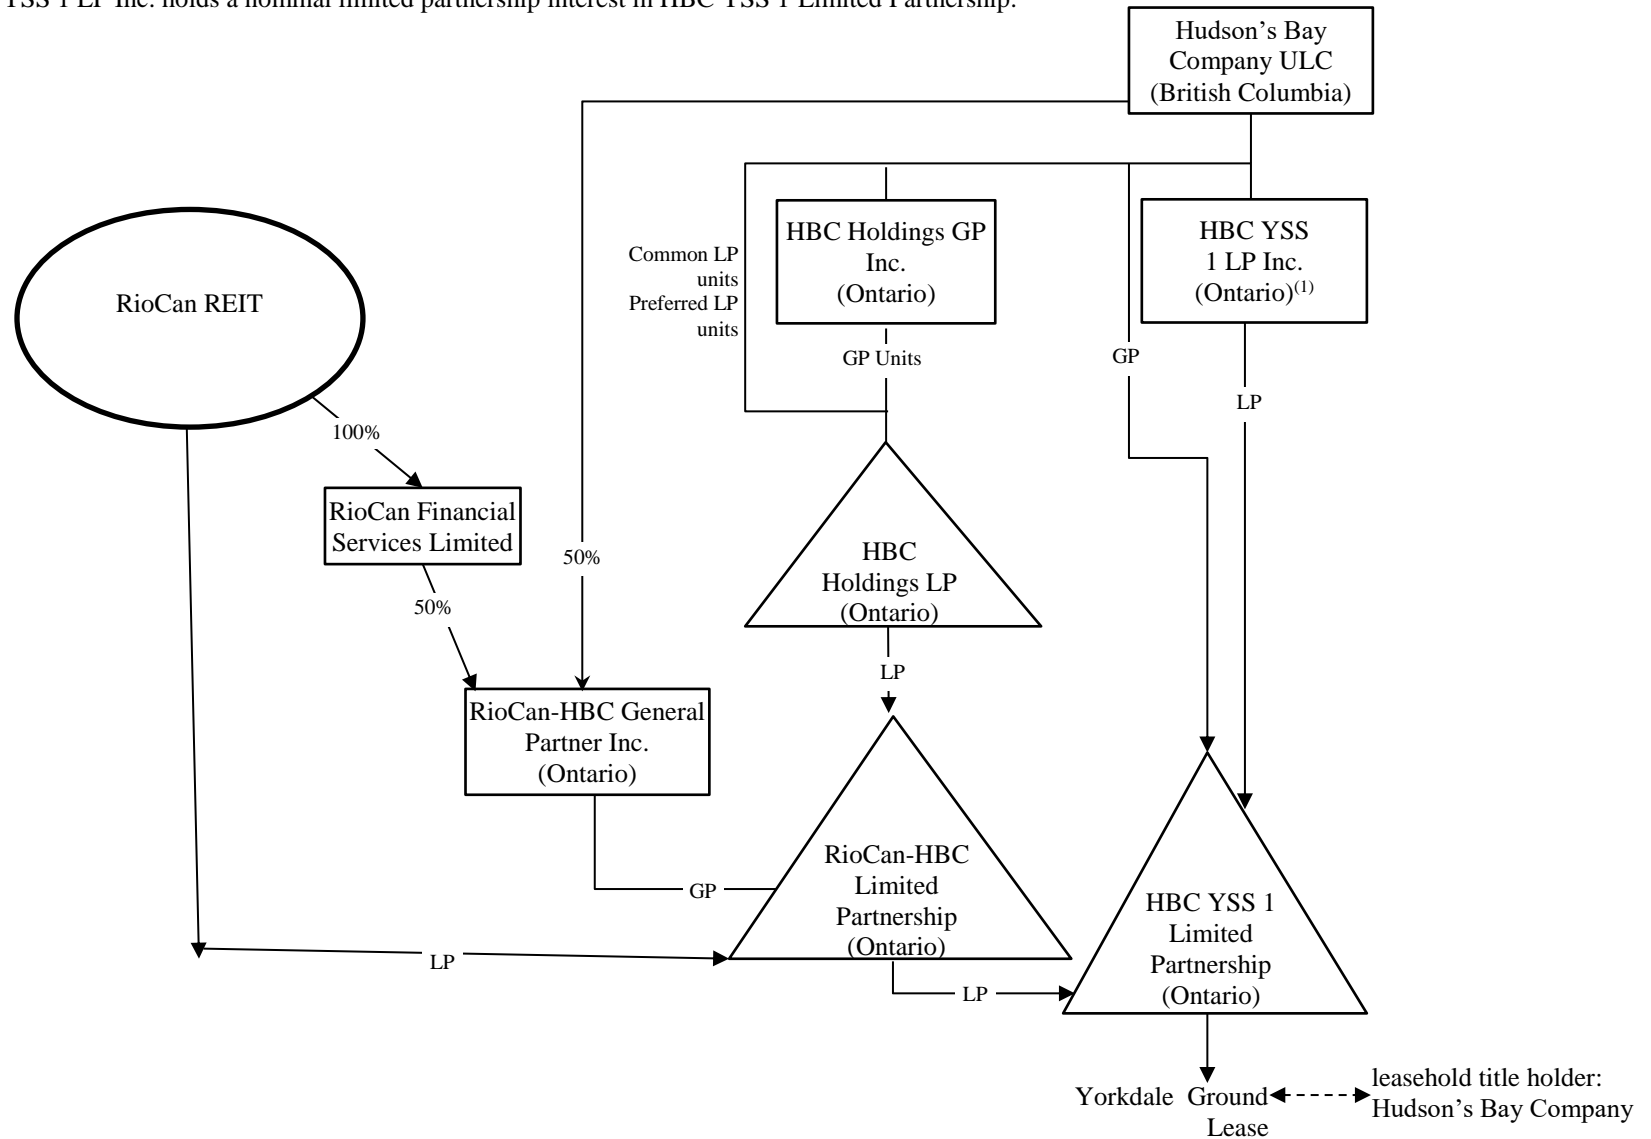 YSS 1 LP Inc. holds a nominal limited partnership interest in HBC YSS 1 Limited Partnership.
Hudson’s Bay
Company ULC
(British Columbia)
HBC Holdings GP
Inc.
(Ontario)
HBC YSS
1 LP Inc.
(Ontario)(1)
Common LP
units
Preferred LP
units
RioCan REIT
GP Units
GP
LP
100%
RioCan Financial
Services Limited
50%
50%
HBC
Holdings LP
(Ontario)
LP
RioCan-HBC General
Partner Inc.
(Ontario)
RioCan-HBC
Limited
Partnership
(Ontario)
GP
HBC YSS 1
Limited
Partnership
(Ontario)
LP
LP
Yorkdale Ground
Lease
leasehold title holder:
Hudson’s Bay Company